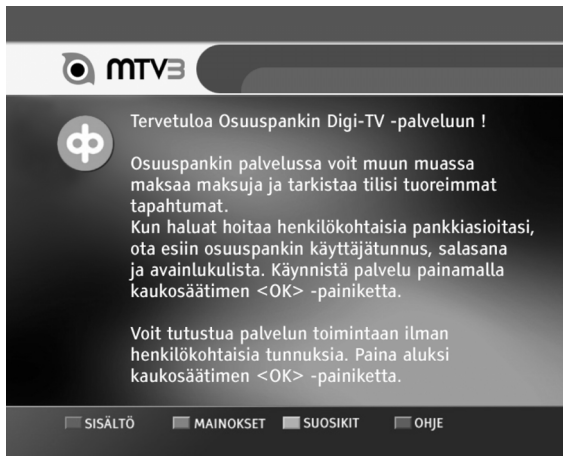 MTV3
Tervetuloa Osuuspankin Digi-TV -palveluun !
Osuuspankin palvelussa voit muun muassa
maksaa maksuja ja tarkistaa tilisi tuoreimmat
tapahtumat.
Kun haluat hoitaa henkilökohtaisia pankkiasioitasi,
ota esiin osuuspankin käyttäjätunnus, salasana
ja avainlukulista. Käynnistä palvelu painamalla
kaukosäätimen <OK> -painiketta.
Voit tutustua palvelun toimintaan ilman
henkilökohtaisia tunnuksia. Paina aluksi
kaukosäätimen <OK> -painiketta.
SISÄLTÖ MAINOKSET SUOSIKIT OHJE